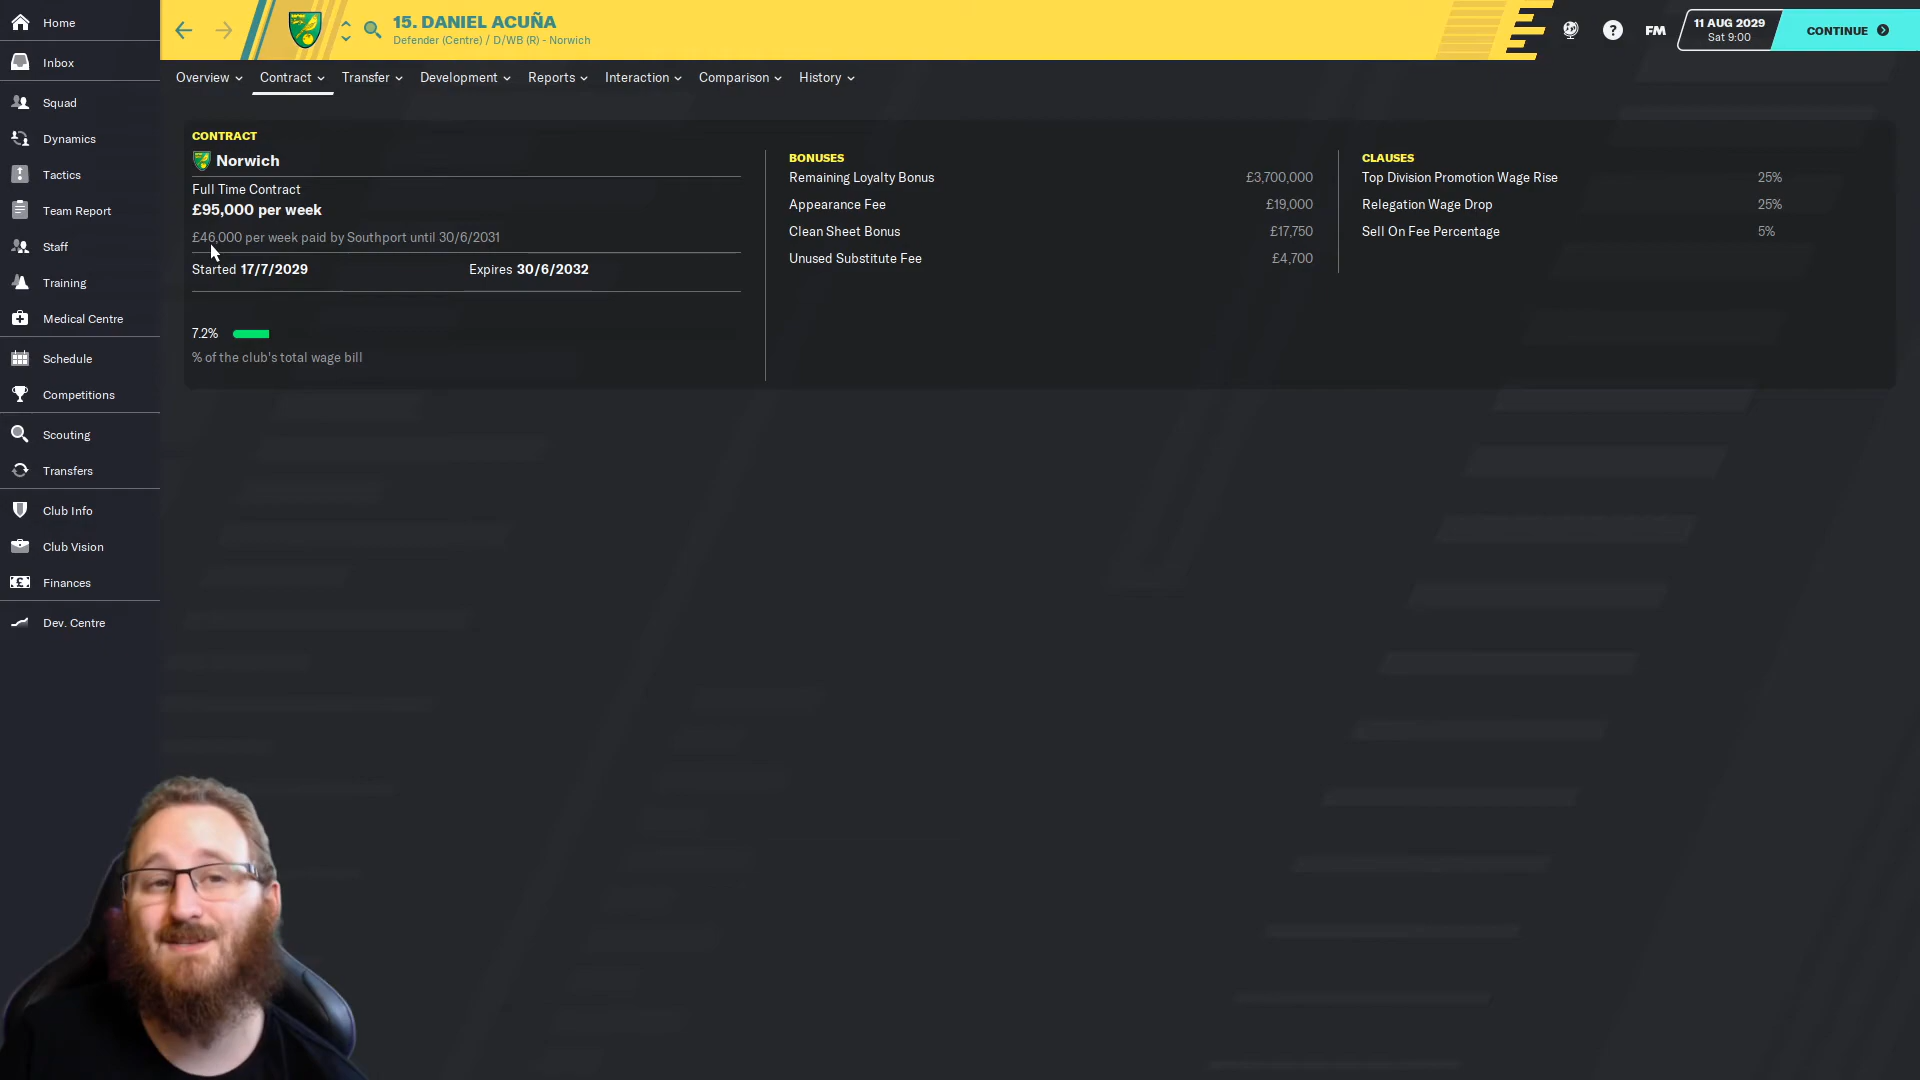 Home
Inbox
Squad
Dynamics
Tactics
Team Report
Staff
Training
Medical Centre
Schedule
Competitions
Scouting
Transfers
Club Info
Club Vision
Finances
Dev. Centre
15. DANIEL ACUÑA
Defender (Centre) / D/WB (R) - Norwich
FM
11 AUG 2029
Sat 9:00
CONTINUE
Overview Contract Transfer Development Reports Interaction Comparison History
CONTRACT
Norwich
Full Time Contract
£95,000 per week
£46,000 per week paid by Southport until 30/6/2031
Started 17/7/2029 Expires 30/6/2032
7.2%
% of the club's total wage bill
BONUSES
Remaining Loyalty Bonus £3,700,000
Appearance Fee £19,000
Clean Sheet Bonus £17,750
Unused Substitute Fee £4,700
CLAUSES
Top Division Promotion Wage Rise 25%
Relegation Wage Drop 25%
Sell On Fee Percentage 5%